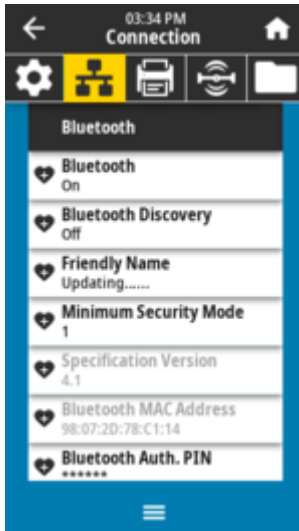 03:34 PM
Connection
Bluetooth
Bluetooth
On
Bluetooth Discovery
Off
Friendly Name
Updating......
Minimum Security Mode
1
Specification Version
4.1
Bluetooth MAC Address
98:07:2D:78:C1:14
Bluetooth Auth. PIN
******